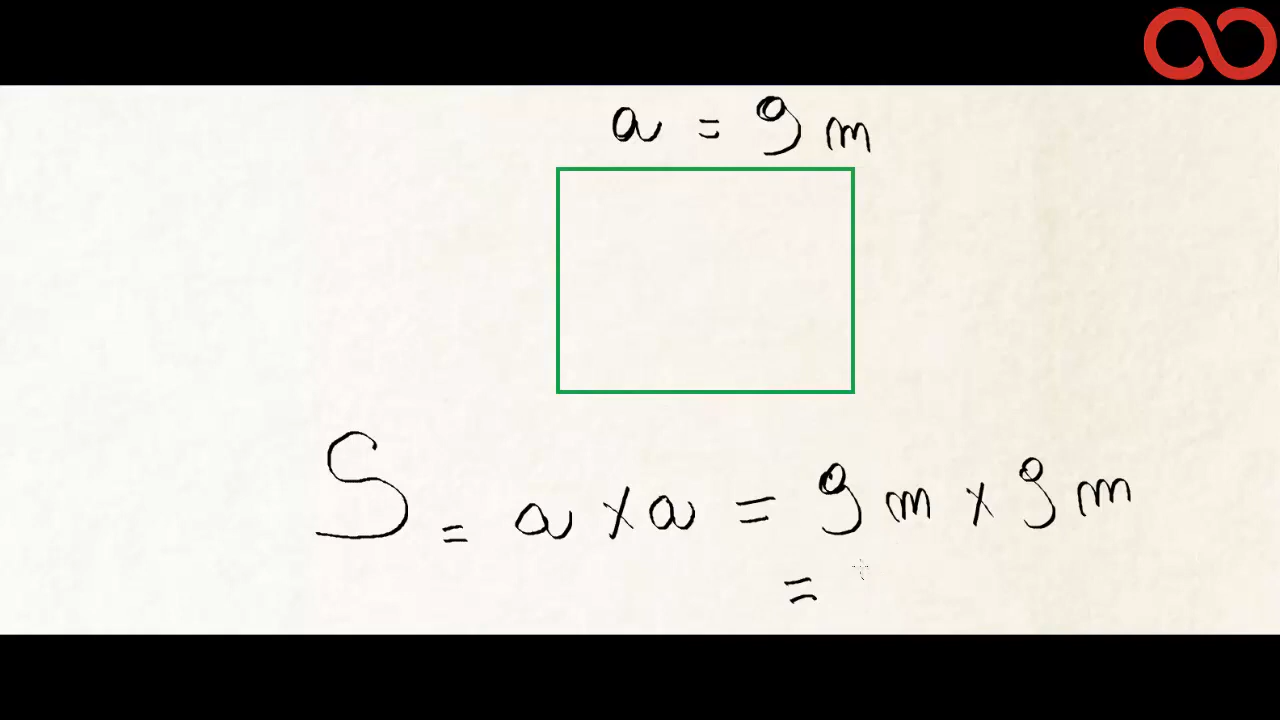 a = 9 m
S = a x a = 9 m x 9 m
=